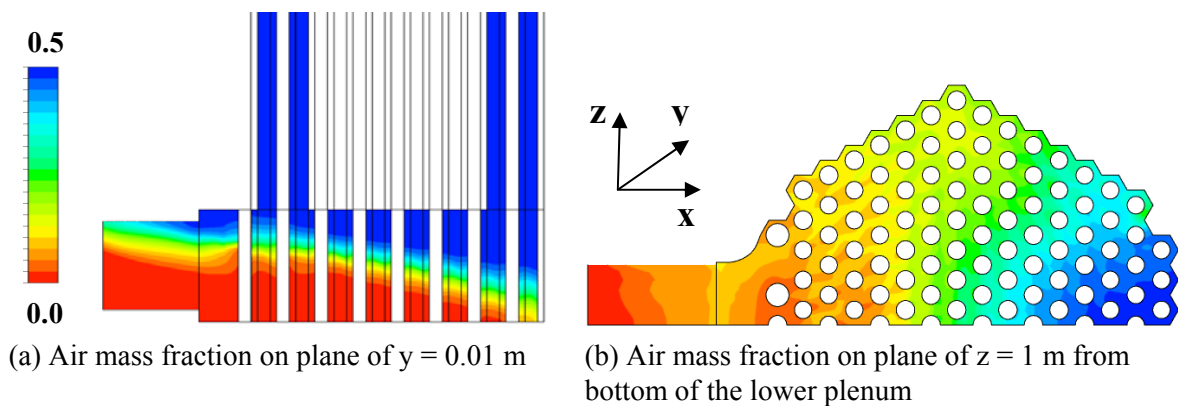 0.5
0.0
z
y
x
(a) Air mass fraction on plane of y = 0.01 m
(b) Air mass fraction on plane of z = 1 m from
bottom of the lower plenum